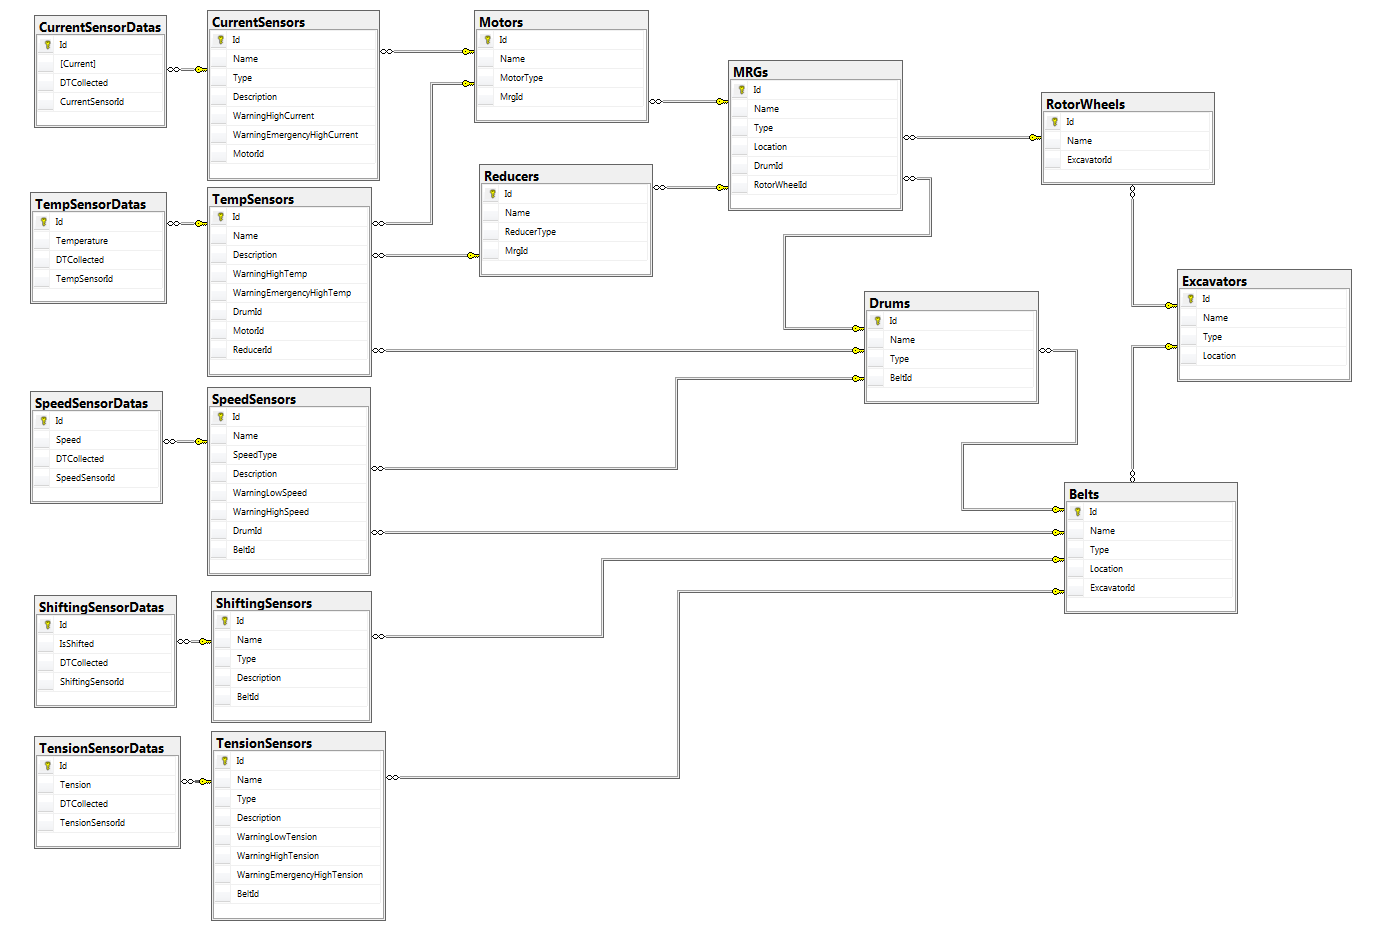 CurrentSensorDatas
Id
[Current]
DTCollected
CurrentSensorId
CurrentSensors
Id
Name
Type
Description
WarningHighCurrent
WarningEmergencyHighCurrent
MotorId
Motors
Id
Name
MotorType
MrgId
MRGs
Id
Name
Type
Location
DrumId
RotorWheelId
RotorWheels
Id
Name
ExcavatorId
TempSensorDatas
Id
Temperature
DTCollected
TempSensorId
TempSensors
Id
Name
Description
WarningHighTemp
WarningEmergencyHighTemp
DrumId
MotorId
ReducerId
Reducers
Id
Name
ReducerType
MrgId
Drums
Id
Name
Type
BeltId
Excavators
Id
Name
Type
Location
SpeedSensorDatas
Id
Speed
DTCollected
SpeedSensorId
SpeedSensors
Id
Name
SpeedType
Description
WarningLowSpeed
WarningHighSpeed
DrumId
BeltId
Belts
Id
Name
Type
Location
ExcavatorId
ShiftingSensorDatas
Id
IsShifted
DTCollected
ShiftingSensorId
ShiftingSensors
Id
Name
Type
Description
BeltId
TensionSensorDatas
Id
Tension
DTCollected
TensionSensorId
TensionSensors
Id
Name
Type
Description
WarningLowTension
WarningHighTension
WarningEmergencyHighTension
BeltId